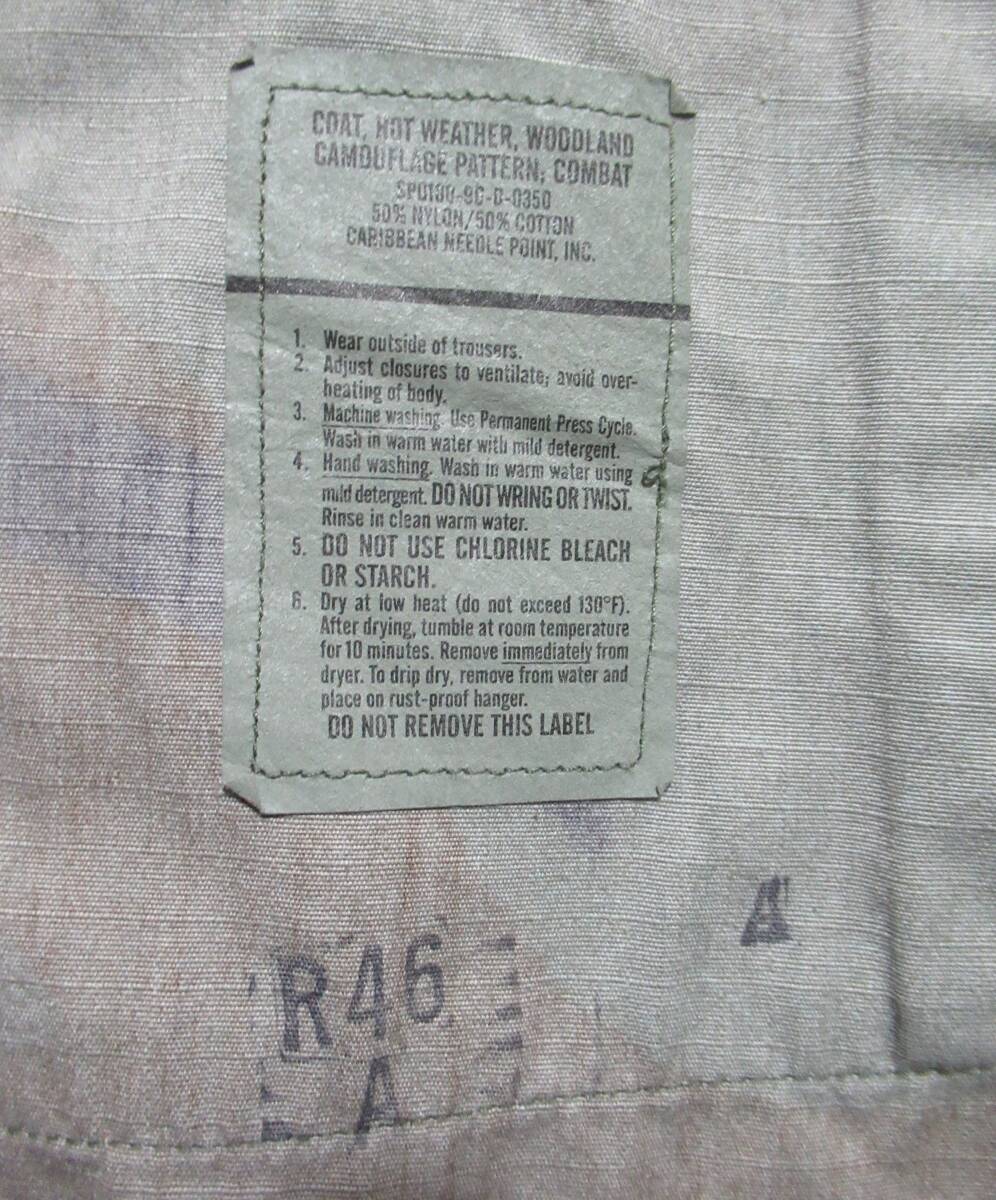 COAT, HOT WEATHER, WOODLAND
CAMOUFLAGE PATTERN; COMBAT
SPO100-9C-D-0350
50% NYLON/50% COTTON
CARIBBEAN NEEDLE POINT, INC.
1. Wear outside of trousers.
2. Adjust closures to ventilate; avoid over-
heating of body.
3. Machine washing. Use Permanent Press Cycle.
Wash in warm water with mild detergent.
4. Hand washing. Wash in warm water using
mild detergent. DO NOT WRING OR TWIST.
Rinse in clean warm water.
5. DO NOT USE CHLORINE BLEACH
OR STARCH.
6. Dry at low heat (do not exceed 130°F).
After drying, tumble at room temperature
for 10 minutes. Remove immediately from
dryer. To drip dry, remove from water and
place on rust-proof hanger.
DO NOT REMOVE THIS LABEL
A
R46
A